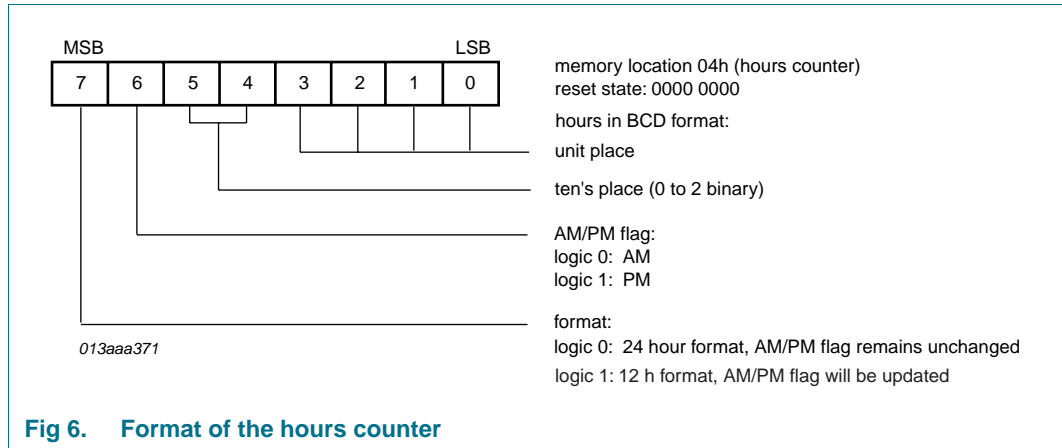 MSB LSB
7 6 5 4 3 2 1 0
memory location 04h (hours counter)
reset state: 0000 0000
hours in BCD format:
unit place
ten's place (0 to 2 binary)
AM/PM flag:
logic 0: AM
logic 1: PM
format:
logic 0: 24 hour format, AM/PM flag remains unchanged
logic 1: 12 h format, AM/PM flag will be updated
013aaa371
Fig 6. Format of the hours counter